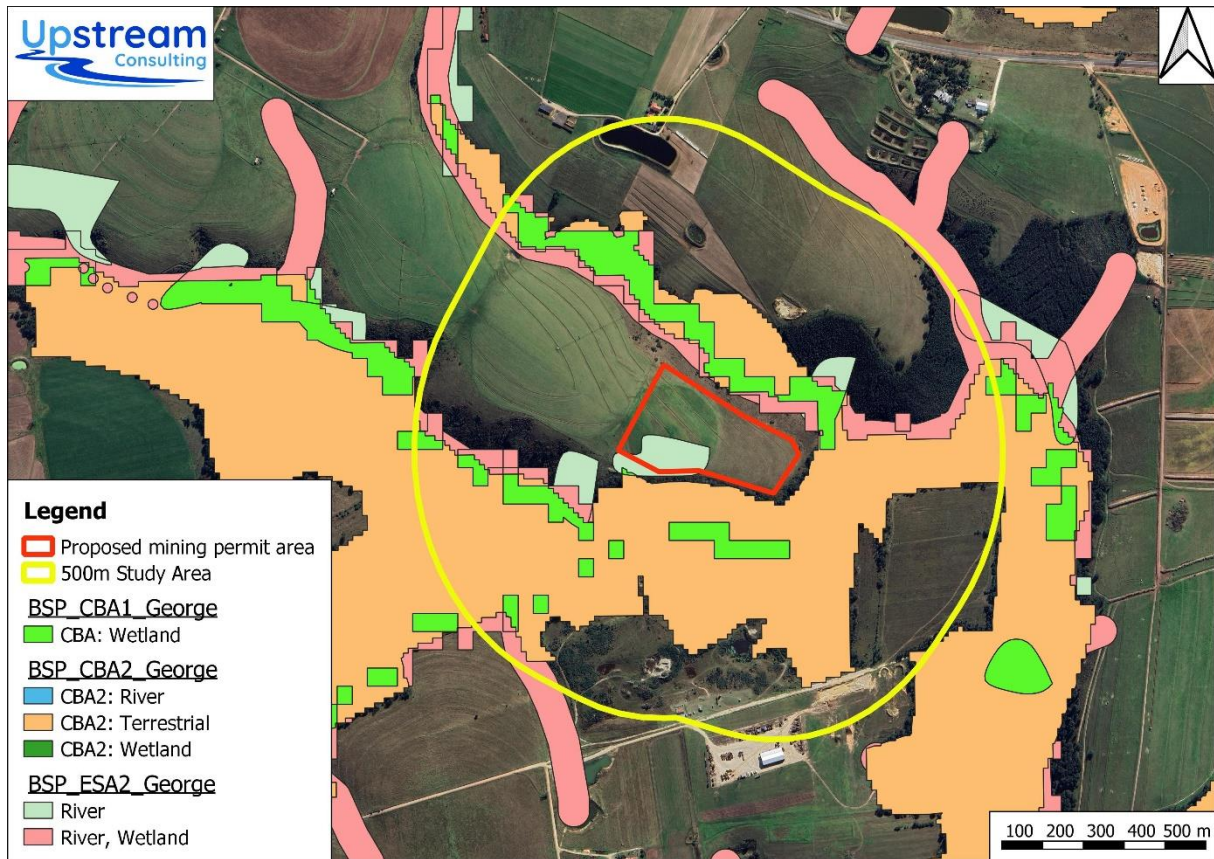 Upstream
Consulting
Legend
Proposed mining permit area
500m Study Area
BSP_CBA1_George
CBA: Wetland
BSP_CBA2_George
CBA2: River
CBA2: Terrestrial
CBA2: Wetland
BSP_ESA2_George
River
River, Wetland
100 200 300 400 500 m